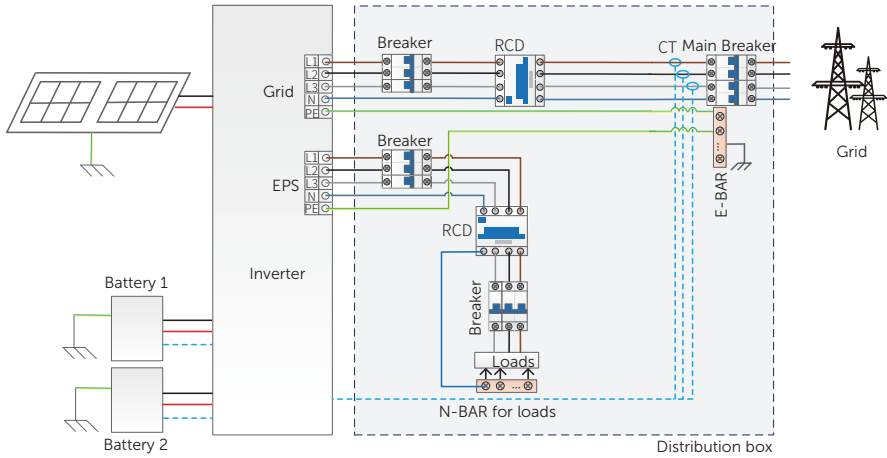 Breaker
RCD
CT
Main Breaker
Grid
L1
L2
L3
N
PE
Grid
Breaker
EPS
L1
L2
L3
N
PE
E-BAR
RCD
Inverter
Battery 1
Breaker
Loads
...
...
N-BAR for loads
Battery 2
Distribution box